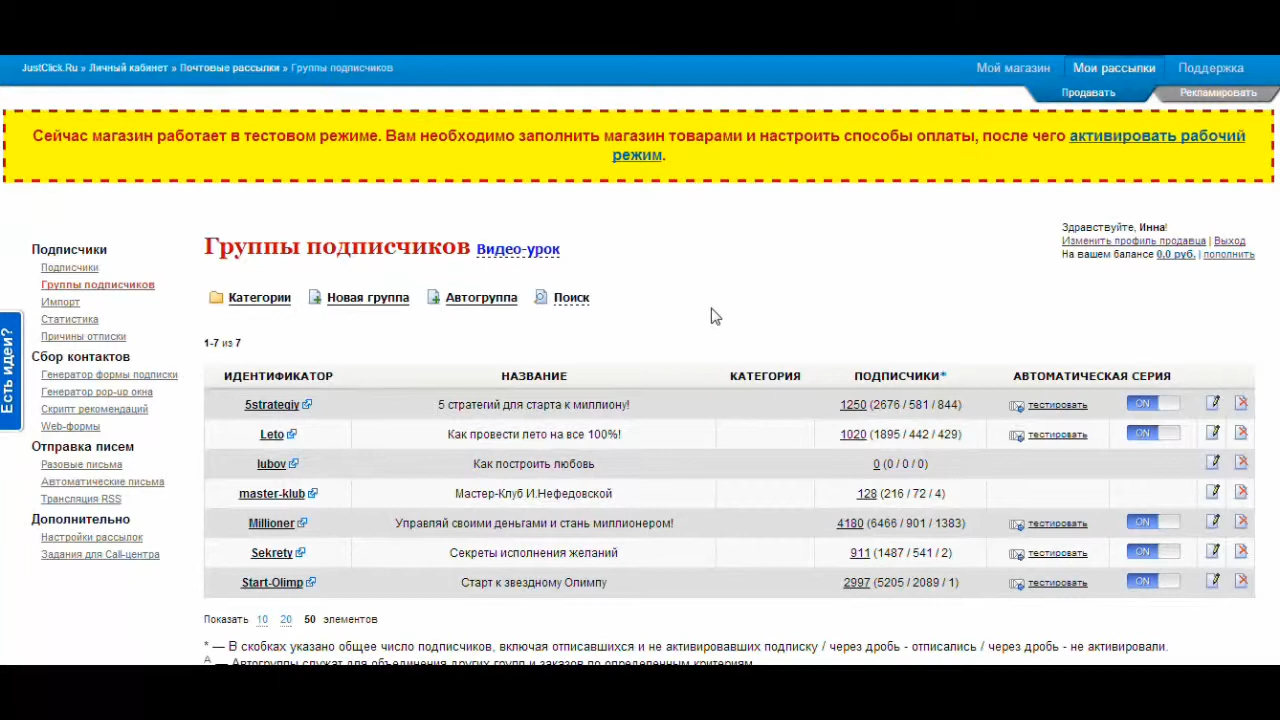 JustClick.Ru » Личный кабинет » Почтовые рассылки » Группы подписчиков
Мой магазин Мои рассылки Поддержка
Продавать Рекламировать
Сейчас магазин работает в тестовом режиме. Вам необходимо заполнить магазин товарами и настроить способы оплаты, после чего активировать рабочий
режим.
Здравствуйте, Инна!
Изменить профиль продавца | Выход
На вашем балансе 0,0 руб. | пополнить
Есть идеи?
Подписчики
Подписчики
Группы подписчиков
Импорт
Статистика
Причины отписки
Сбор контактов
Генератор формы подписки
Генератор pop-up окна
Скрипт рекомендаций
Web-формы
Отправка писем
Разовые письма
Автоматические письма
Трансляция RSS
Дополнительно
Настройки рассылок
Задания для Call-центра
Группы подписчиков Видео-урок
Категории Новая группа Автогруппа Поиск
1-7 из 7
ИДЕНТИФИКАТОР НАЗВАНИЕ КАТЕГОРИЯ ПОДПИСЧИКИ* АВТОМАТИЧЕСКАЯ СЕРИЯ
5strategiy 5 стратегий для старта к миллиону! 1250 (2676 / 581 / 844) тестировать ON
Leto Как провести лето на все 100%! 1020 (1895 / 442 / 429) тестировать ON
lubov Как построить любовь 0 (0 / 0 / 0)
master-klub Мастер-Клуб И.Нефедовской 128 (216 / 72 / 4)
Millioner Управляй своими деньгами и стань миллионером! 4180 (6466 / 901 / 1383) тестировать ON
Sekrety Секреты исполнения желаний 911 (1487 / 541 / 2) тестировать ON
Start-Olimp Старт к звездному Олимпу 2997 (5205 / 2089 / 1) тестировать ON
Показать 10 20 50 элементов
* — В скобках указано общее число подписчиков, включая отписавшихся и не активировавших подписку / через дробь - отписались / через дробь - не активировали.
A — Автогруппы служат для объединения других групп и заказов по определенным критериям.